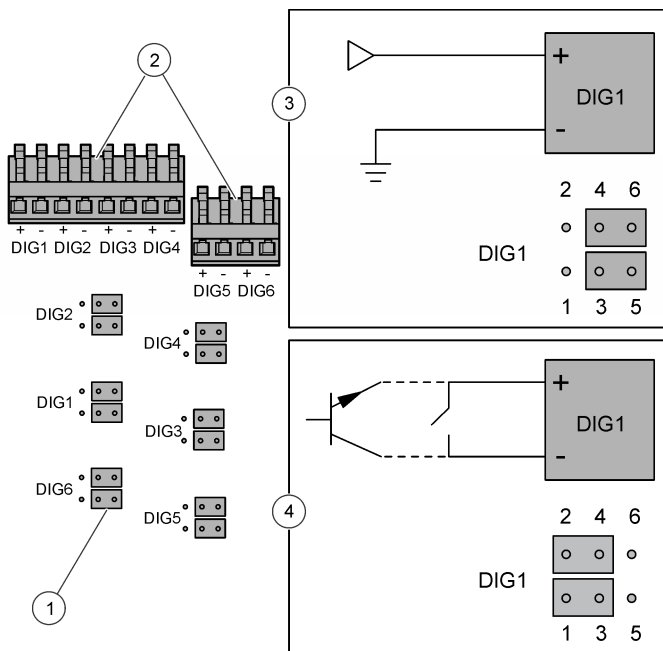 2
+ - + - + - + -
DIG1 DIG2 DIG3 DIG4
+ - + -
DIG5 DIG6
DIG2
DIG4
DIG1
DIG3
DIG6
DIG5
1
3
+
DIG1
-
2 4 6
DIG1
1 3 5
4
+
DIG1
-
2 4 6
DIG1
1 3 5